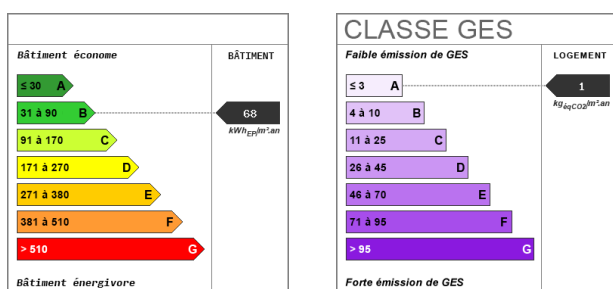 Bâtiment économe
BÂTIMENT
≤ 30 A
31 à 90 B
68
kWhEP/m².an
91 à 170 C
171 à 270 D
271 à 380 E
381 à 510 F
> 510 G
Bâtiment énergivore
CLASSE GES
Faible émission de GES
LOGEMENT
≤ 3 A
1
kgéqCO2/m².an
4 à 10 B
11 à 25 C
26 à 45 D
46 à 70 E
71 à 95 F
> 95 G
Forte émission de GES